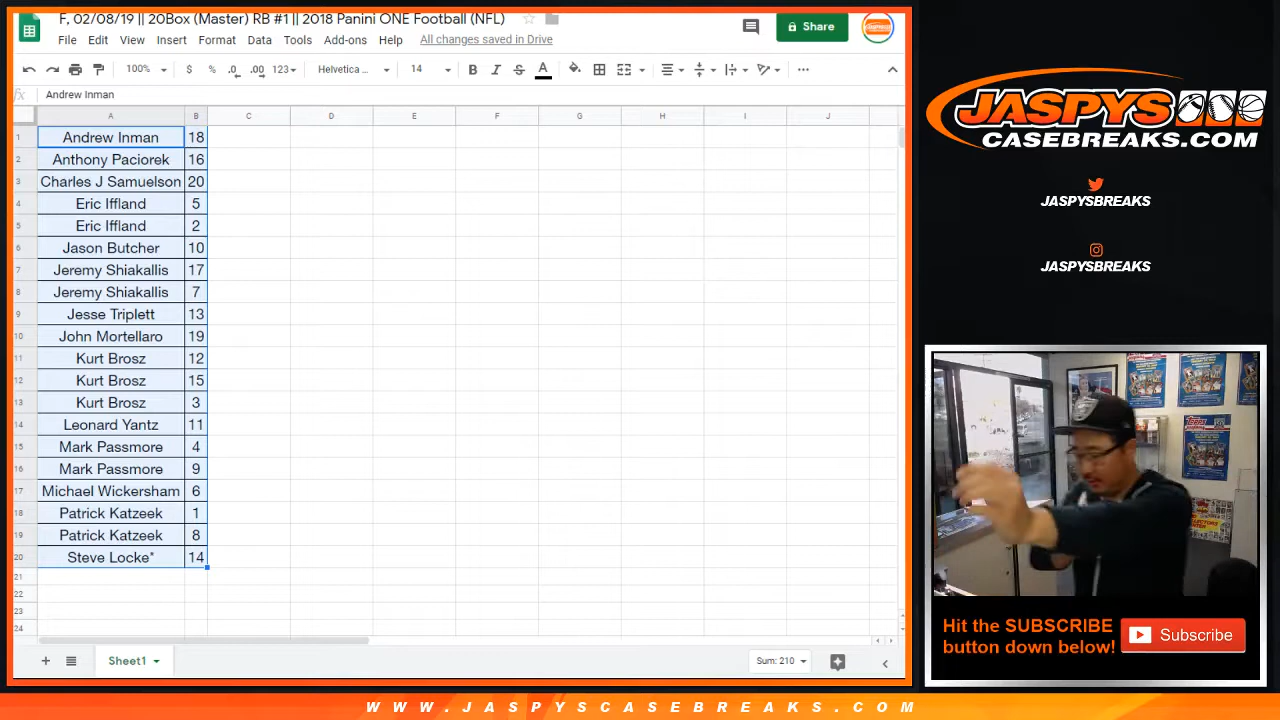 F, 02/08/19 || 20Box (Master) RB #1 || 2018 Panini ONE Football (NFL)
File Edit View Format Data Tools Add-ons Help All changes saved in Drive
Share
100% $ % .0 .00 123 Helvetica ... 14 B I S A
fx Andrew Inman
A B C D E F G H I J
1 Andrew Inman 18
2 Anthony Paciorek 16
3 Charles J Samuelson 20
4 Eric Iffland 5
5 Eric Iffland 2
6 Jason Butcher 10
7 Jeremy Shiakallis 17
8 Jeremy Shiakallis 7
9 Jesse Triplett 13
10 John Mortellaro 19
11 Kurt Brosz 12
12 Kurt Brosz 15
13 Kurt Brosz 3
14 Leonard Yantz 11
15 Mark Passmore 4
16 Mark Passmore 9
17 Michael Wickersham 6
18 Patrick Katzeek 1
19 Patrick Katzeek 8
20 Steve Locke* 14
21
22
23
24
Sheet1
Sum: 210
JASPYS
CASEBREAKS.COM
JASPYSBREAKS
JASPYSBREAKS
TOPPS
Hit the SUBSCRIBE
button down below!
Subscribe
WWW.JASPYSCASEBREAKS.COM